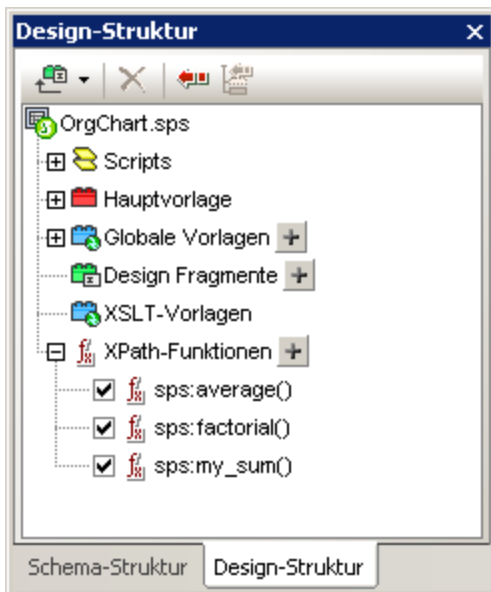 Design-Struktur
OrgChart.sps
Scripts
Hauptvorlage
Globale Vorlagen
Design Fragmente
XSLT-Vorlagen
XPath-Funktionen
sps:average()
sps:factorial()
sps:my_sum()
Schema-Struktur Design-Struktur